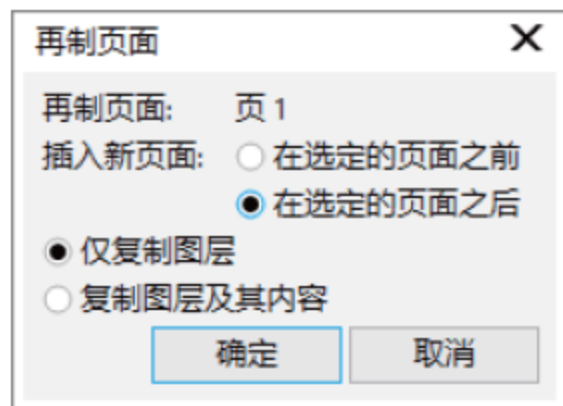 再制页面
再制页面: 页 1
插入新页面: 在选定的页面之前
在选定的页面之后
仅复制图层
复制图层及其内容
确定 取消